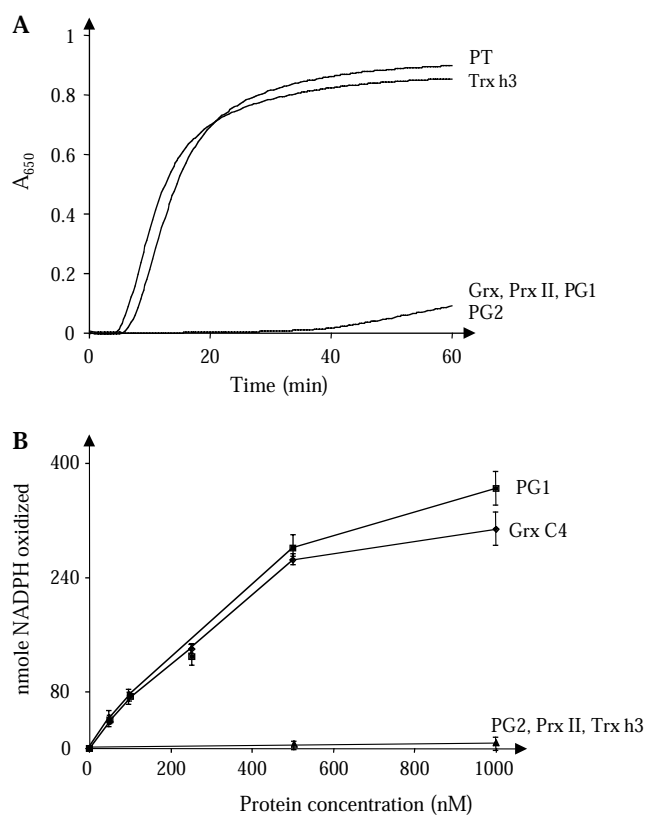 A
1
0.8
0.6
0.4
0.2
0
A650
PT
Trx h3
Grx, Prx II, PG1
PG2
0 20 40 60
Time (min)
B
400
240
80
0
nmole NADPH oxidized
PG1
Grx C4
PG2, Prx II, Trx h3
0 200 400 600 800 1000
Protein concentration (nM)